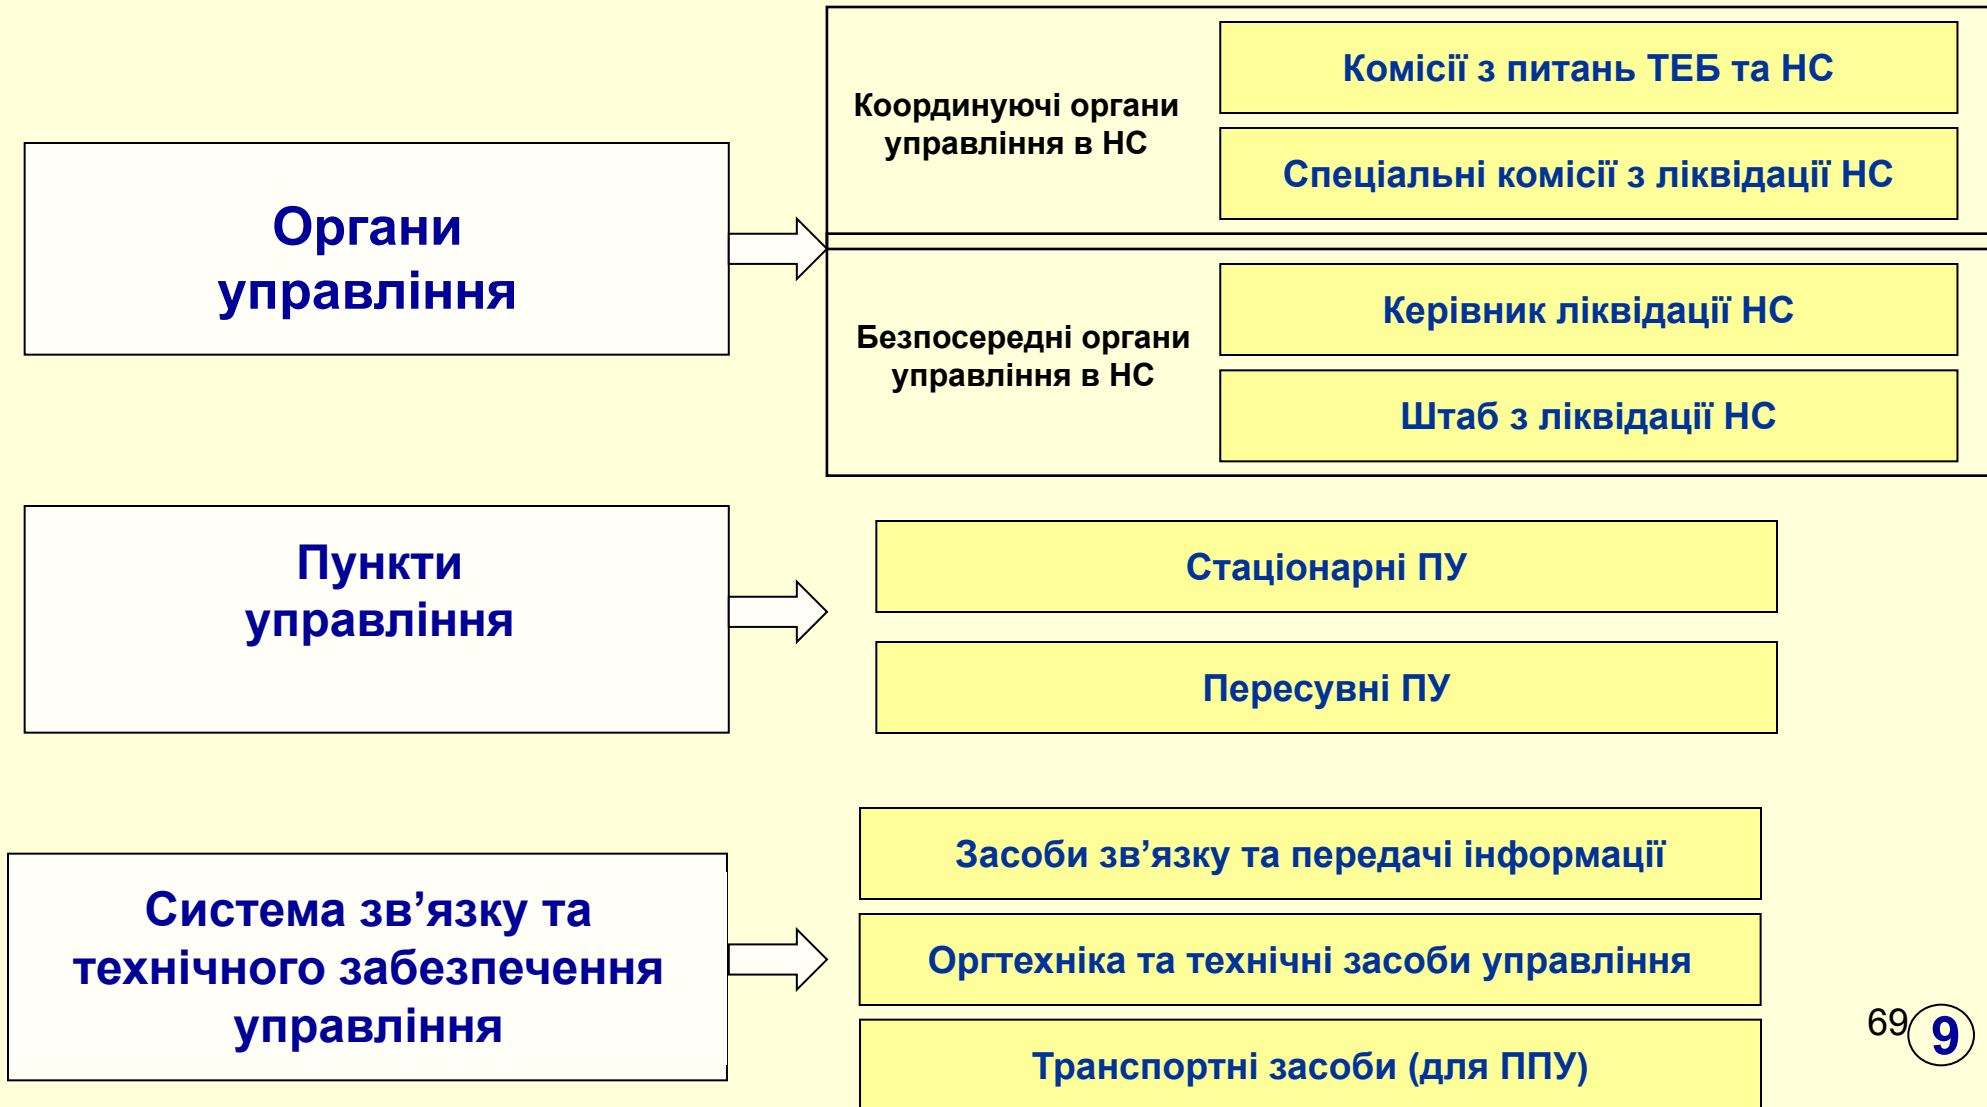 Органи
управління
Координуючі органи
управління в НС
Комісії з питань ТЕБ та НС
Спеціальні комісії з ліквідації НС
Безпосередні органи
управління в НС
Керівник ліквідації НС
Штаб з ліквідації НС
Пункти
управління
Стаціонарні ПУ
Пересувні ПУ
Система зв’язку та
технічного забезпечення
управління
Засоби зв’язку та передачі інформації
Оргтехніка та технічні засоби управління
Транспортні засоби (для ППУ)
69
9